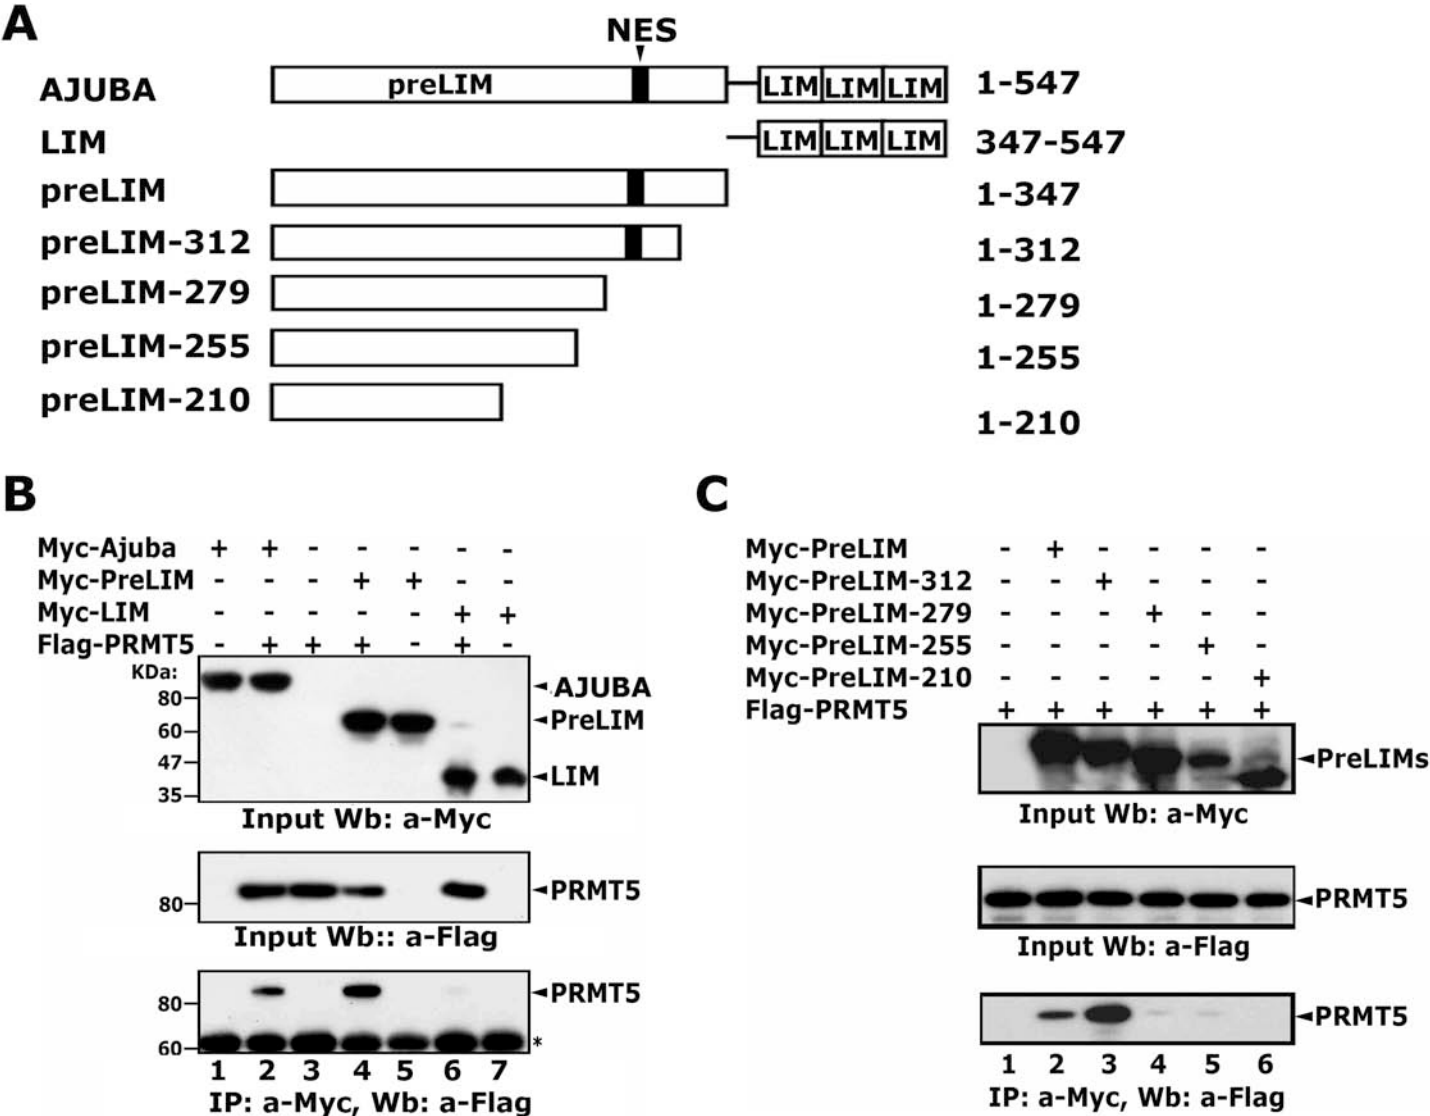 A
NES
AJUBA preLIM LIM LIM LIM 1-547
LIM LIM LIM LIM 347-547
preLIM 1-347
preLIM-312 1-312
preLIM-279 1-279
preLIM-255 1-255
preLIM-210 1-210
B
Myc-Ajuba + + - - - - -
Myc-PreLIM - - - + + - -
Myc-LIM - - - - - + +
Flag-PRMT5 - + + + - + -
KDa:
AJUBA
80
PreLIM
60
47
LIM
35
Input Wb: a-Myc
PRMT5
80
Input Wb:: a-Flag
PRMT5
80
60 *
1 2 3 4 5 6 7
IP: a-Myc, Wb: a-Flag
C
Myc-PreLIM - + - - - -
Myc-PreLIM-312 - - + - - -
Myc-PreLIM-279 - - - + - -
Myc-PreLIM-255 - - - - + -
Myc-PreLIM-210 - - - - - +
Flag-PRMT5 + + + + + +
PreLIMs
Input Wb: a-Myc
PRMT5
Input Wb: a-Flag
PRMT5
1 2 3 4 5 6
IP: a-Myc, Wb: a-Flag